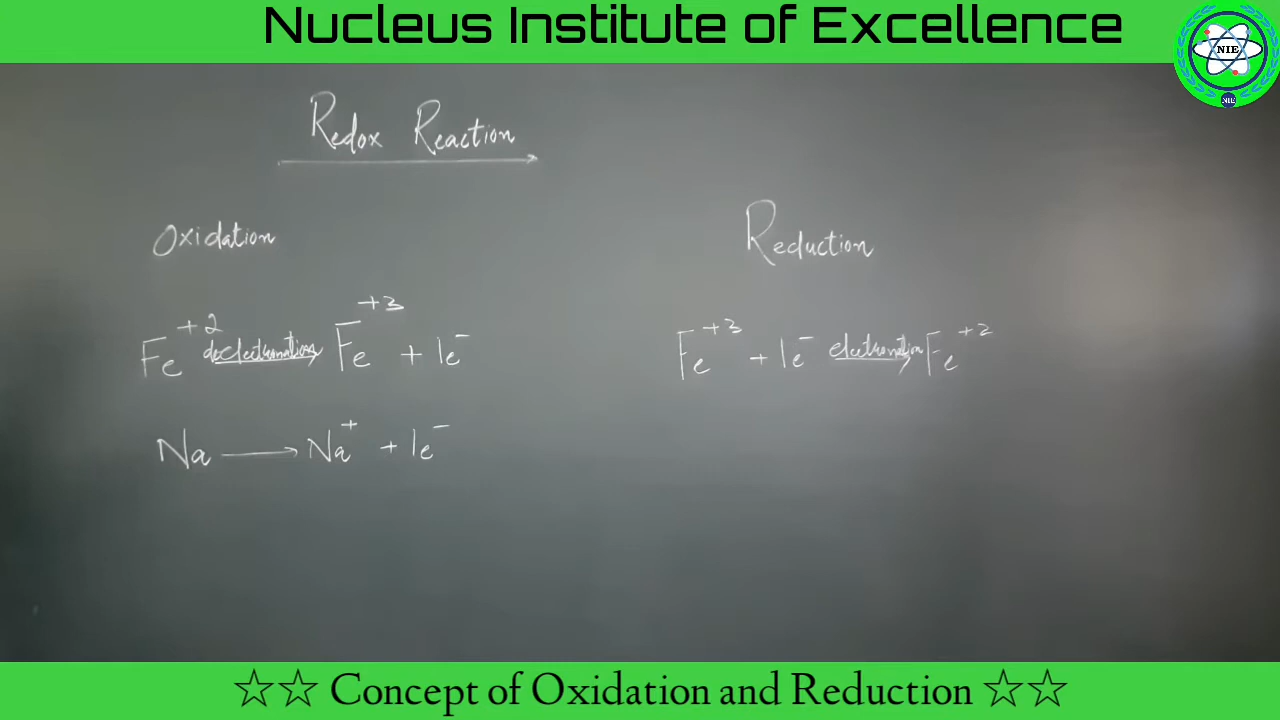 Nucleus Institute of Excellence
NIE
NIE
Redox Reaction
Oxidation
Reduction
Fe+2 deelectronation→ Fe+3 + 1e-
Fe+3 + 1e- electronation→ Fe+2
Na → Na+ + 1e-
☆☆ Concept of Oxidation and Reduction ☆☆